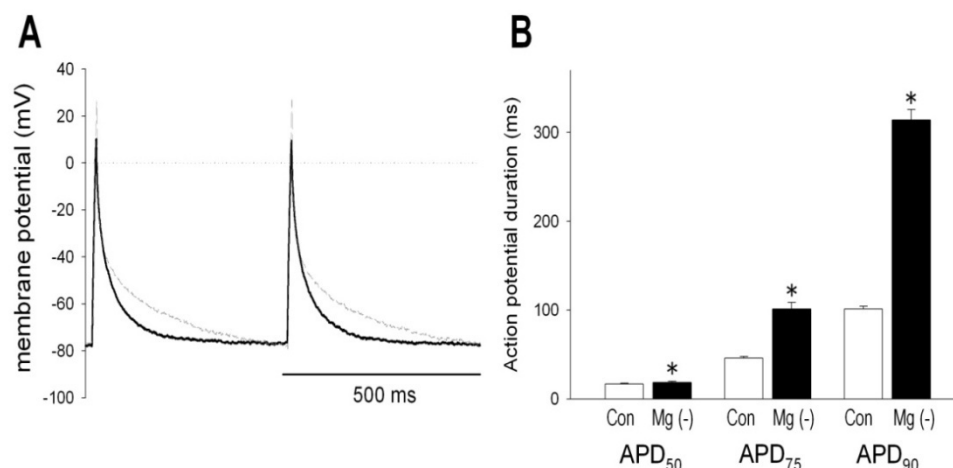 A
B
membrane potential (mV)
40
20
0
-20
-40
-60
-80
-100
500 ms
Action potential duration (ms)
300
200
100
0
Con Mg (-) Con Mg (-) Con Mg (-)
APD50 APD75 APD90
* * *